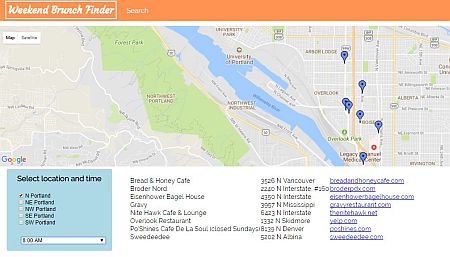 Weekend Brunch Finder Search
Map Satellite
Forest Park
University of Portland
ARBOR LODGE
NORTHWEST PORTLAND
NORTHWEST INDUSTRIAL
OVERLOOK
ALBERTA
Overlook Park
Legacy Emanuel Medical Center
IRVINGTON
Google
Select location and time
N Portland
NE Portland
NW Portland
SE Portland
SW Portland
8:00 AM
Bread & Honey Cafe 3526 N Vancouver breadandhoneycafe.com
Broder Nord 2240 N Interstate, #160 broderpdx.com
Eisenhower Bagel House 4350 N Interstate eisenhowerbagelhouse.com
Gravy 3957 N Mississippi gravyrestaurant.com
Nite Hawk Cafe & Lounge 6423 N Interstate thenitehawk.net
Overlook Restaurant 1332 N Skidmore yelp.com
Po'Shines Cafe De La Soul (closed Sundays) 8139 N Denver poshines.com
Sweedeedee 5202 N Albina sweedeedee.com